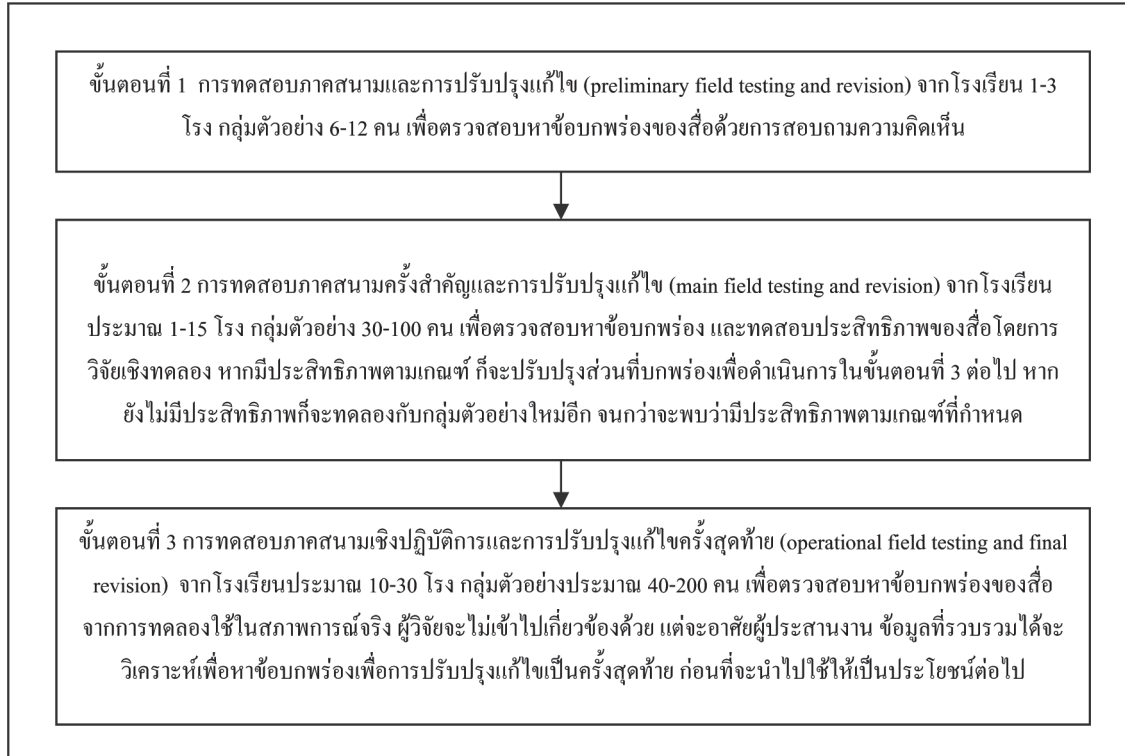 ขั้นตอนที่ 1 การทดสอบภาคสนามและการปรับปรุงแก้ไข (preliminary field testing and revision) จากโรงเรียน 1-3
โรง กลุ่มตัวอย่าง 6-12 คน เพื่อตรวจสอบหาข้อบกพร่องของสื่อด้วยการสอบถามความคิดเห็น
ขั้นตอนที่ 2 การทดสอบภาคสนามครั้งสำคัญและการปรับปรุงแก้ไข (main field testing and revision) จากโรงเรียน
ประมาณ 1-15 โรง กลุ่มตัวอย่าง 30-100 คน เพื่อตรวจสอบหาข้อบกพร่อง และทดสอบประสิทธิภาพของสื่อโดยการ
วิจัยเชิงทดลอง หากมีประสิทธิภาพตามเกณฑ์ ก็จะปรับปรุงส่วนที่บกพร่องเพื่อดำเนินการในขั้นตอนที่ 3 ต่อไป หาก
ยังไม่มีประสิทธิภาพก็จะทดลองกับกลุ่มตัวอย่างใหม่อีก จนกว่าจะพบว่ามีประสิทธิภาพตามเกณฑ์ที่กำหนด
ขั้นตอนที่ 3 การทดสอบภาคสนามเชิงปฏิบัติการและการปรับปรุงแก้ไขครั้งสุดท้าย (operational field testing and final
revision) จากโรงเรียนประมาณ 10-30 โรง กลุ่มตัวอย่างประมาณ 40-200 คน เพื่อตรวจสอบหาข้อบกพร่องของสื่อ
จากการทดลองใช้ในสภาพการณ์จริง ผู้วิจัยจะไม่เข้าไปเกี่ยวข้องด้วย แต่จะอาศัยผู้ประสานงาน ข้อมูลที่รวบรวมได้จะ
วิเคราะห์เพื่อหาข้อบกพร่องเพื่อการปรับปรุงแก้ไขเป็นครั้งสุดท้าย ก่อนที่จะนำไปใช้ให้เป็นประโยชน์ต่อไป